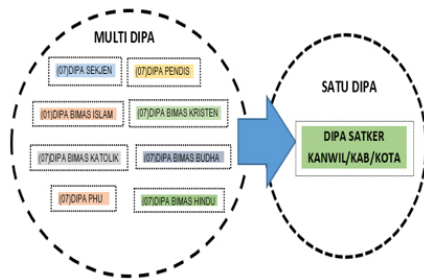 MULTI DIPA
(07)DIPA SEKJEN
(07)DIPA PENDIS
(01)DIPA BIMAS ISLAM
(07)DIPA BIMAS KRISTEN
(07)DIPA BIMAS KATOLIK
(07)DIPA BIMAS BUDHA
(07)DIPA PHU
(07)DIPA BIMAS HINDU
SATU DIPA
DIPA SATKER
KANWIL/KAB/KOTA